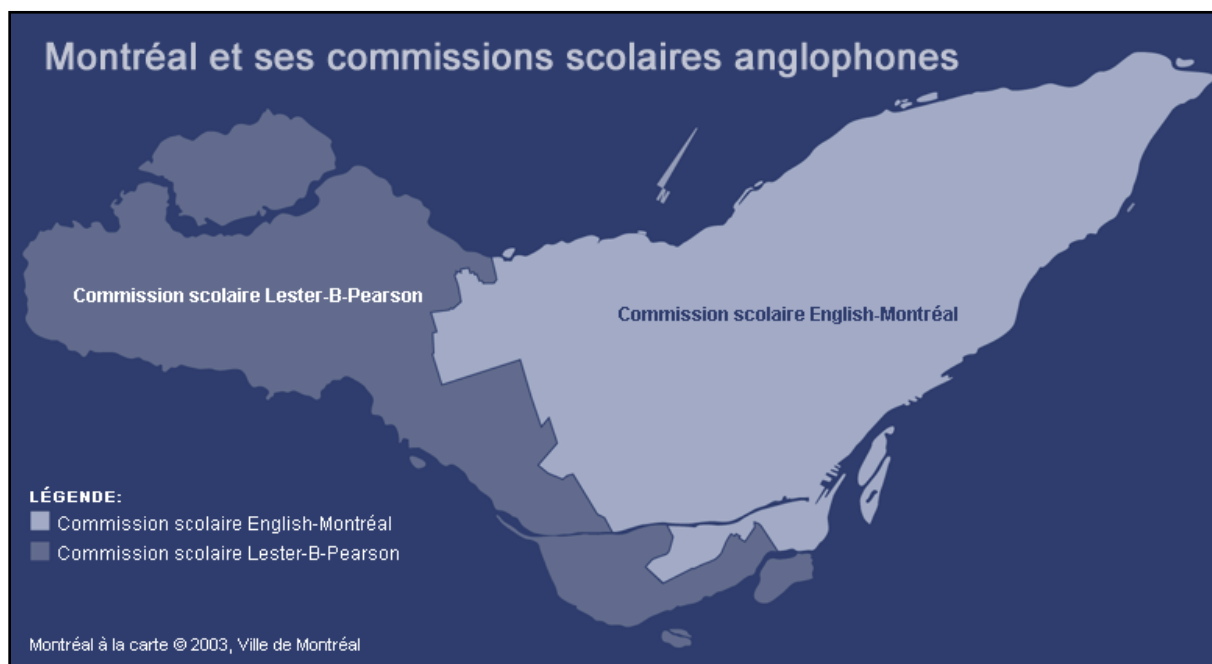 Montréal et ses commissions scolaires anglophones
N
Commission scolaire Lester-B-Pearson
Commission scolaire English-Montréal
LÉGENDE:
Commission scolaire English-Montréal
Commission scolaire Lester-B-Pearson
Montréal à la carte © 2003, Ville de Montréal